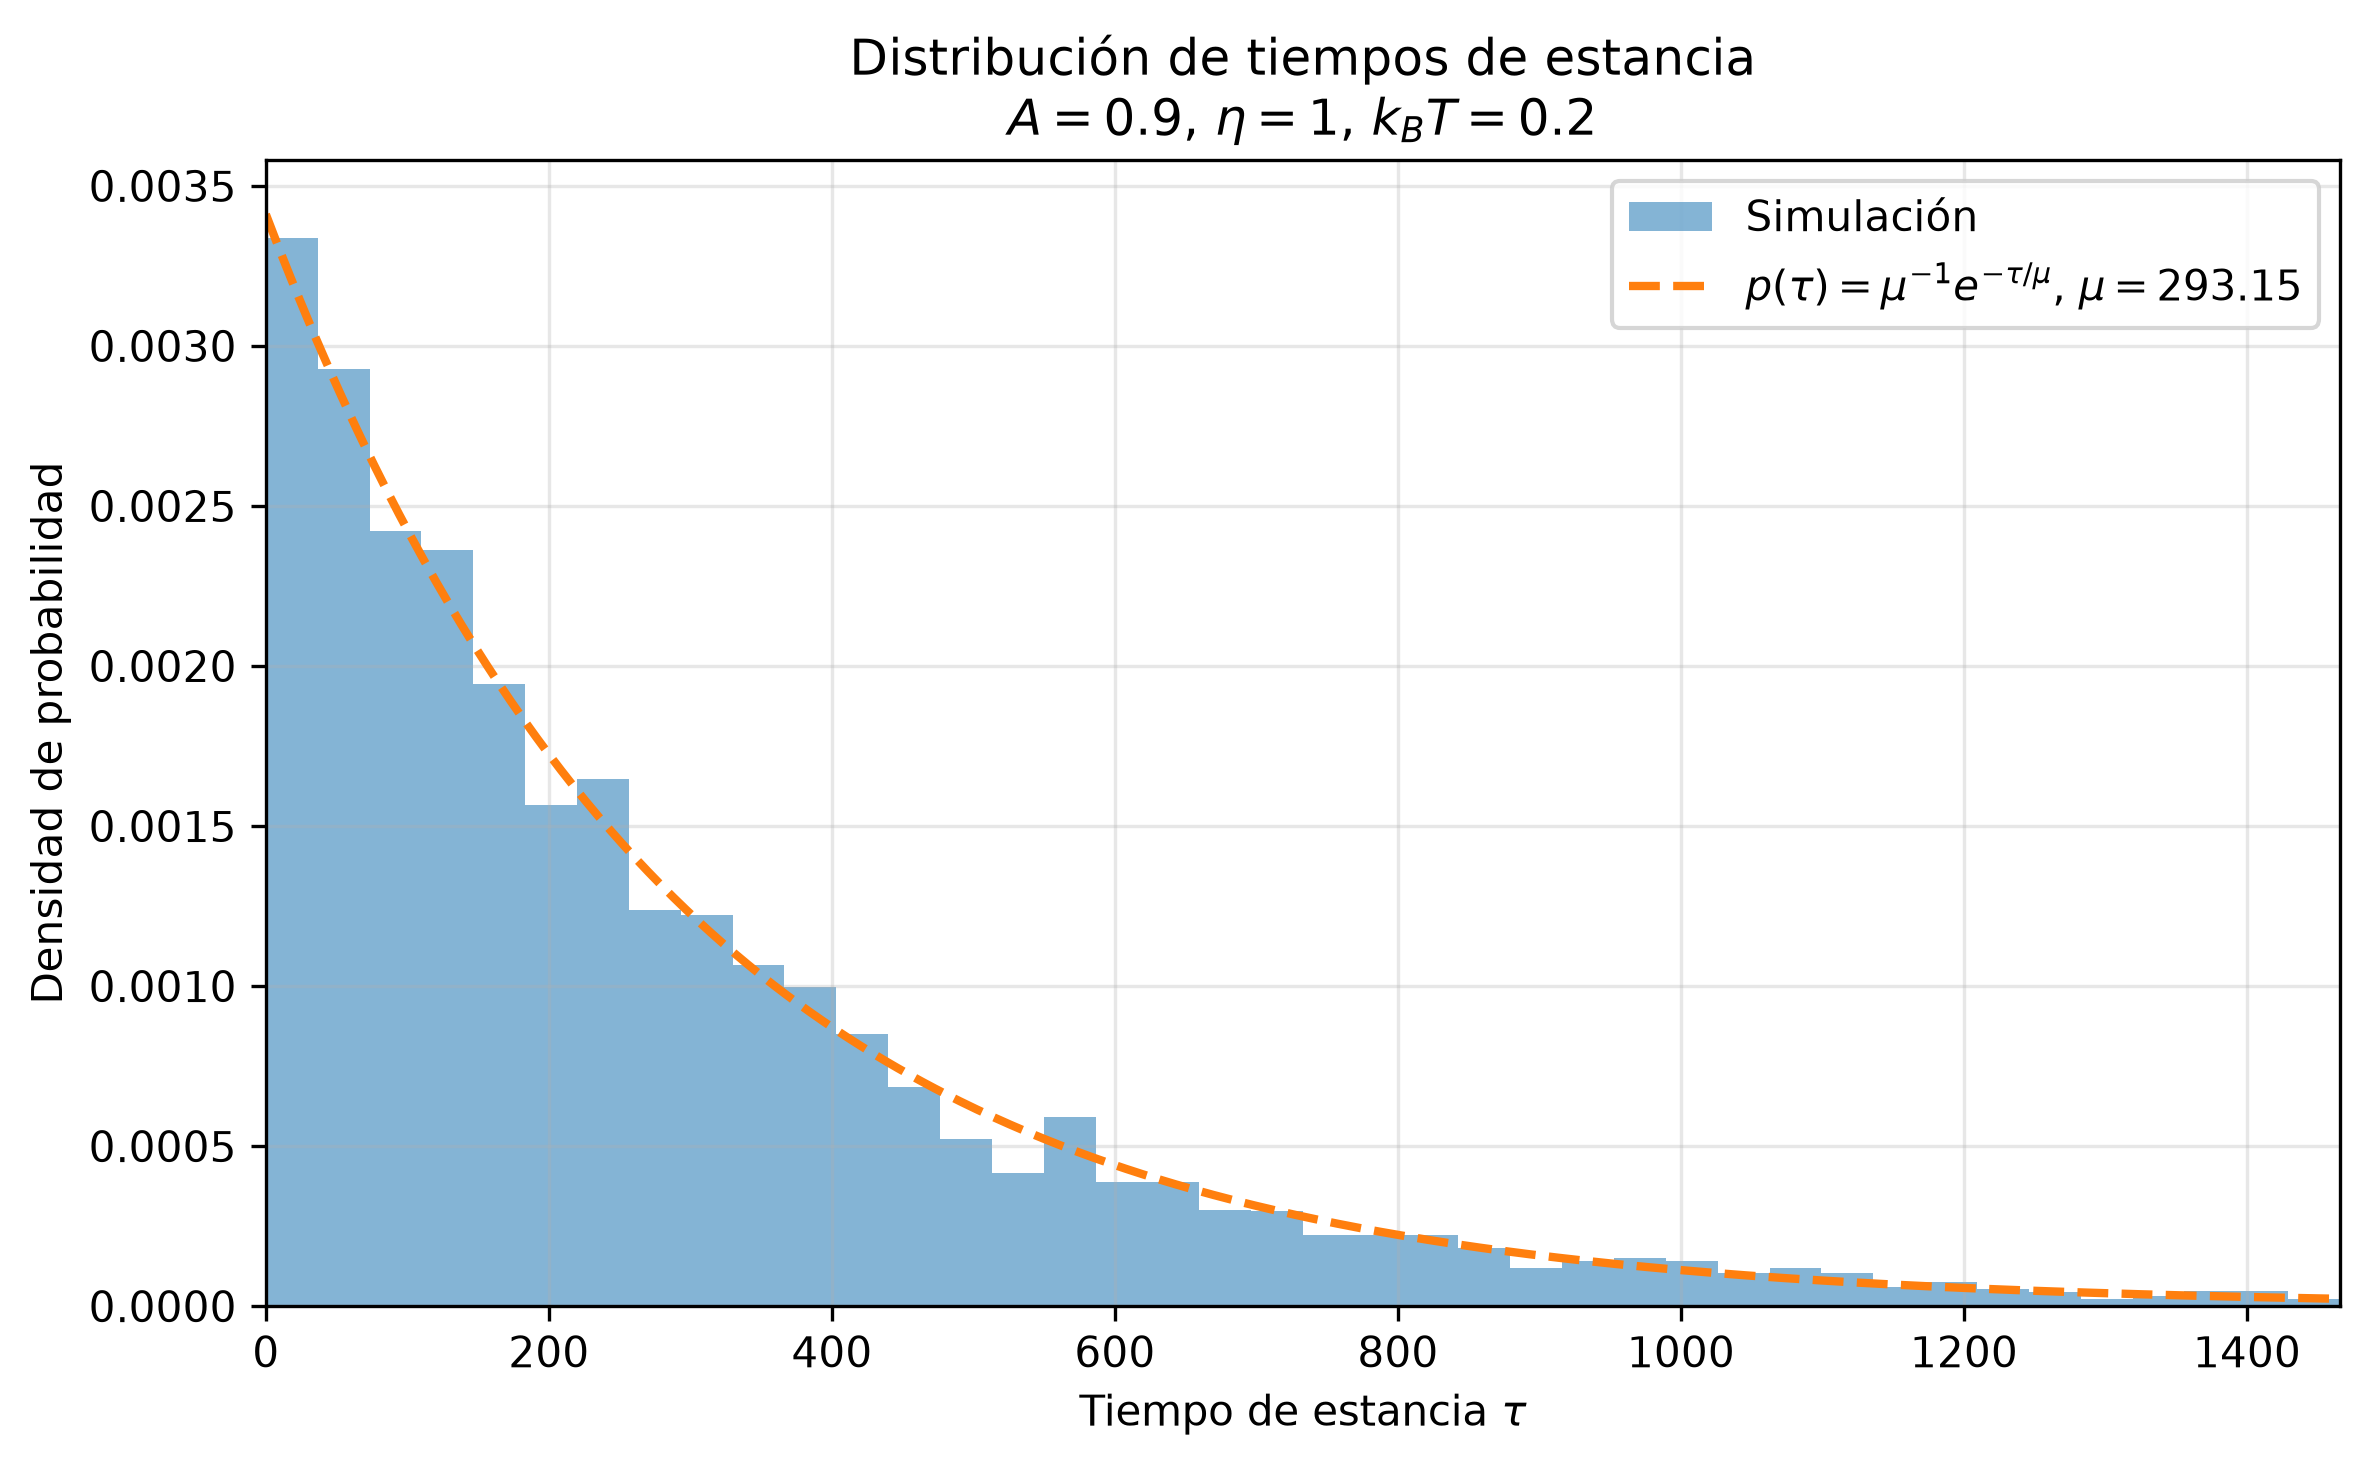 Distribución de tiempos de estancia
A = 0.9, η = 1, k_BT = 0.2
0.0035
0.0030
0.0025
0.0020
0.0015
0.0010
0.0005
0.0000
Densidad de probabilidad
Simulación
p(τ) = μ⁻¹e^{−τ/μ}, μ = 293.15
0 200 400 600 800 1000 1200 1400
Tiempo de estancia τ